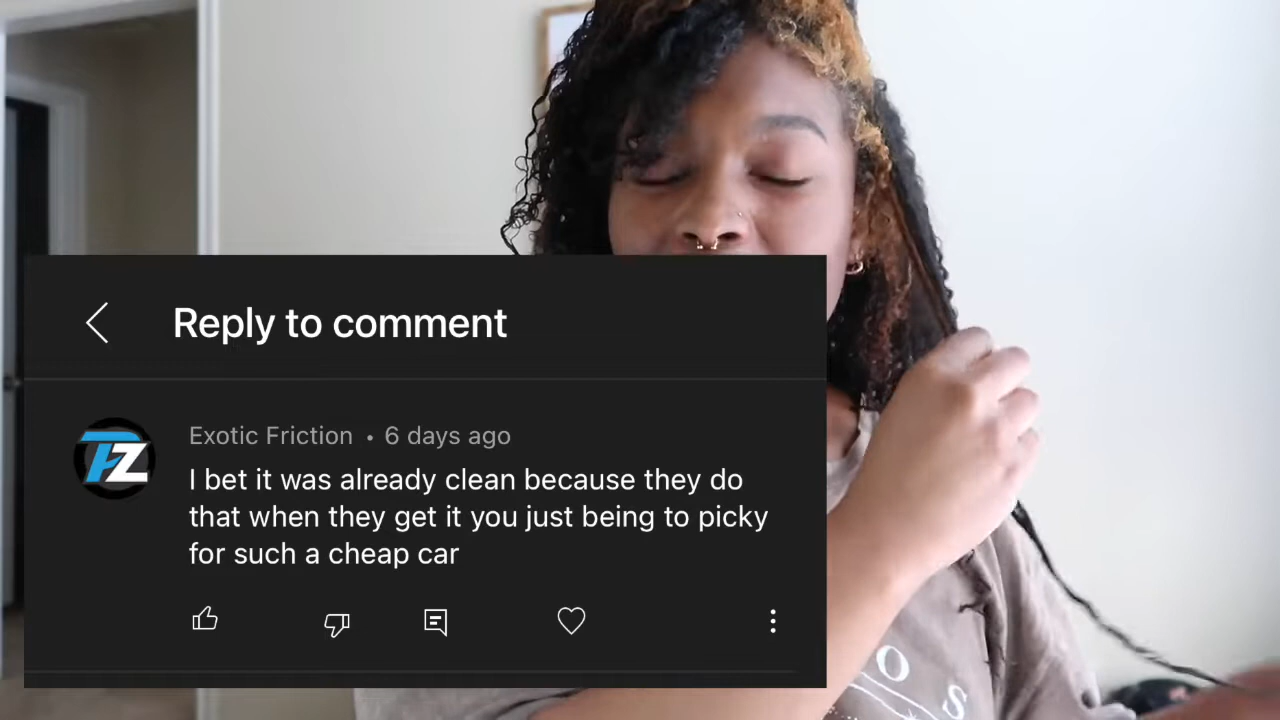 Reply to comment
PZ
Exotic Friction • 6 days ago
I bet it was already clean because they do
that when they get it you just being to picky
for such a cheap car
O
S